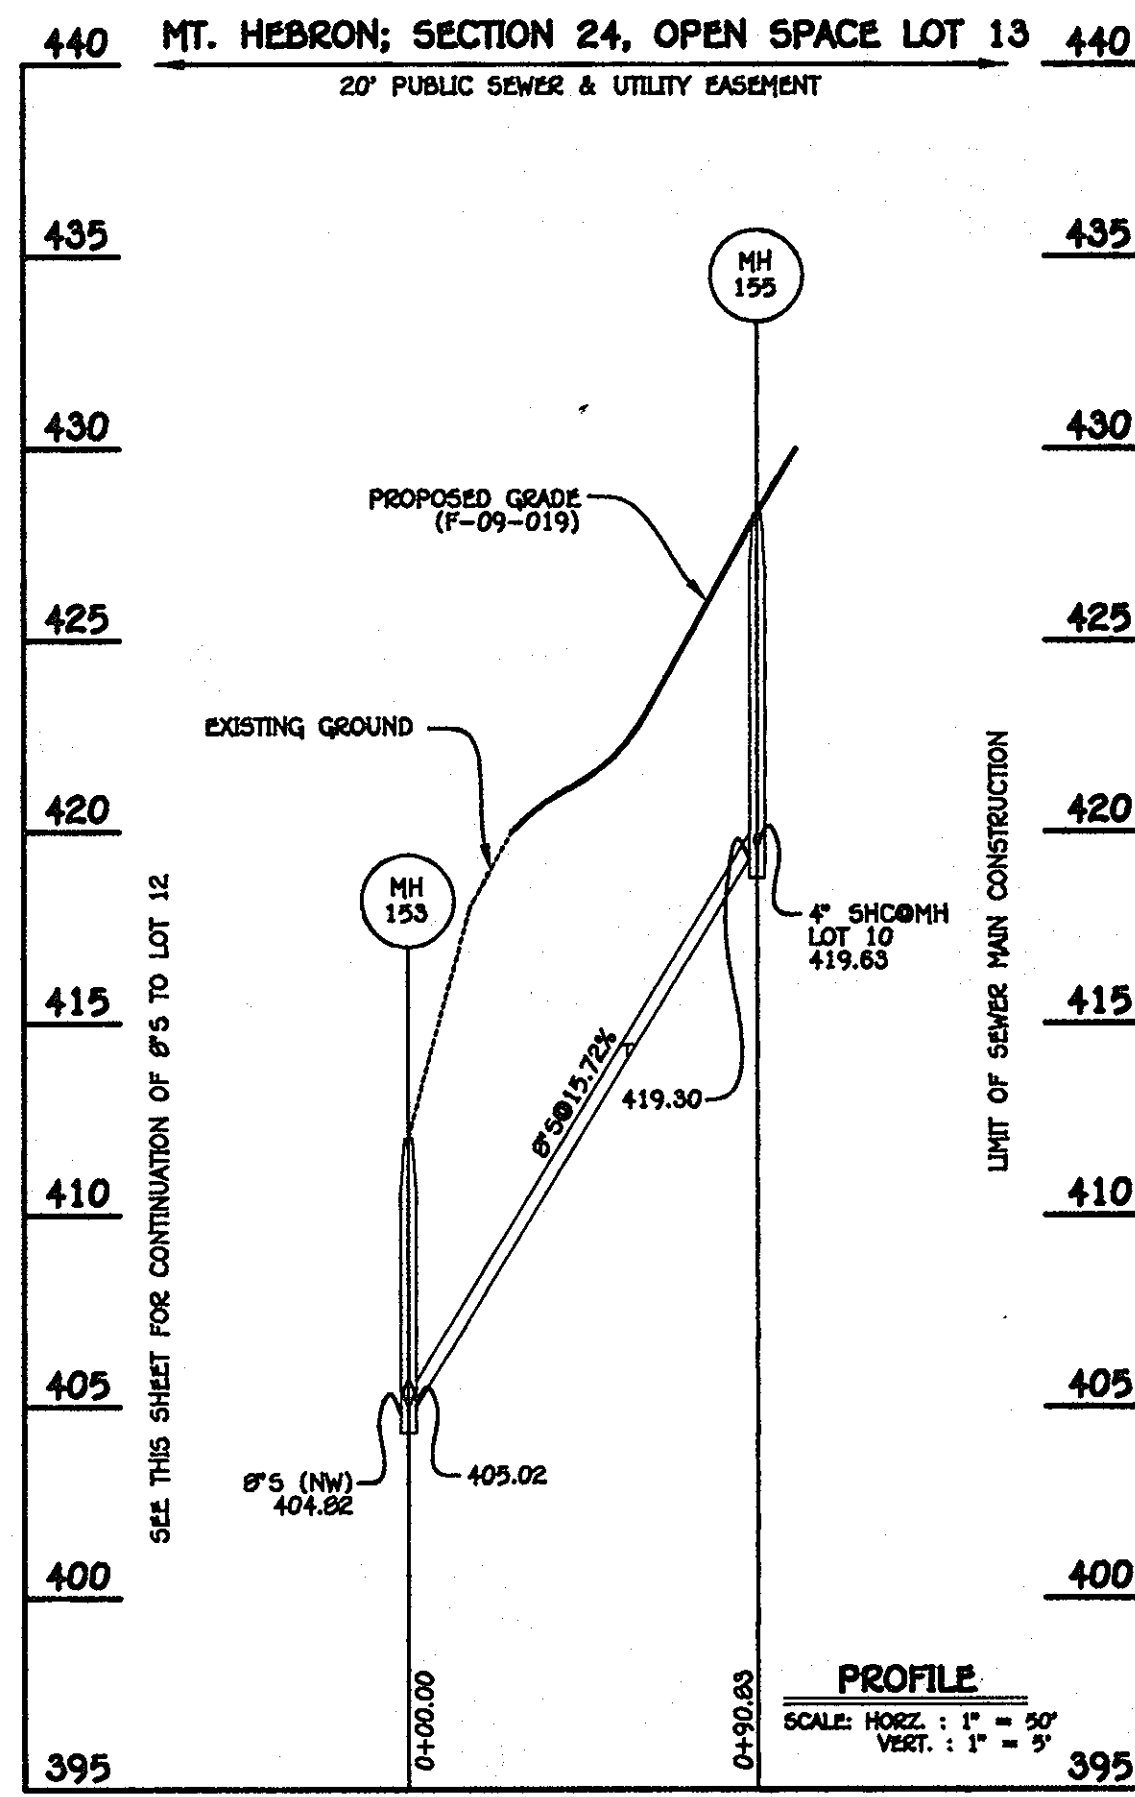 440 MT. HEBRON; SECTION 24, OPEN SPACE LOT 13 440
20' PUBLIC SEWER & UTILITY EASEMENT
435 435
MH
155
430 430
PROPOSED GRADE
(F-09-019)
425 425
EXISTING GROUND
420 420
MH
153
4" SHC@MH
LOT 10
419.63
415 415
8"S@15.72%
419.30
410 410
SEE THIS SHEET FOR CONTINUATION OF 8"S TO LOT 12
LIMIT OF SEWER MAIN CONSTRUCTION
405 405
8"S (NW)
404.82
405.02
400 400
0+00.00
0+90.83
PROFILE
SCALE: HORZ. : 1" = 50'
VERT. : 1" = 5'
395 395